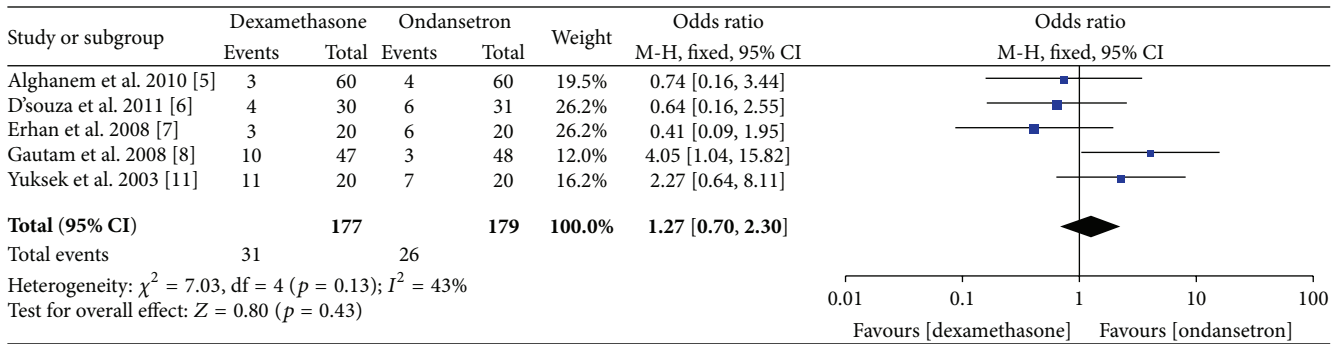 Dexamethasone Ondansetron Odds ratio Odds ratio
Study or subgroup Weight
Events Total Events Total M-H, fixed, 95% CI M-H, fixed, 95% CI
Alghanem et al. 2010 [5] 3 60 4 60 19.5% 0.74 [0.16, 3.44]
D’souza et al. 2011 [6] 4 30 6 31 26.2% 0.64 [0.16, 2.55]
Erhan et al. 2008 [7] 3 20 6 20 26.2% 0.41 [0.09, 1.95]
Gautam et al. 2008 [8] 10 47 3 48 12.0% 4.05 [1.04, 15.82]
Yuksek et al. 2003 [11] 11 20 7 20 16.2% 2.27 [0.64, 8.11]
Total (95% CI) 177 179 100.0% 1.27 [0.70, 2.30]
Total events 31 26
Heterogeneity: χ² = 7.03, df = 4 (p = 0.13); I² = 43%
Test for overall effect: Z = 0.80 (p = 0.43)
0.01 0.1 1 10 100
Favours [dexamethasone] Favours [ondansetron]